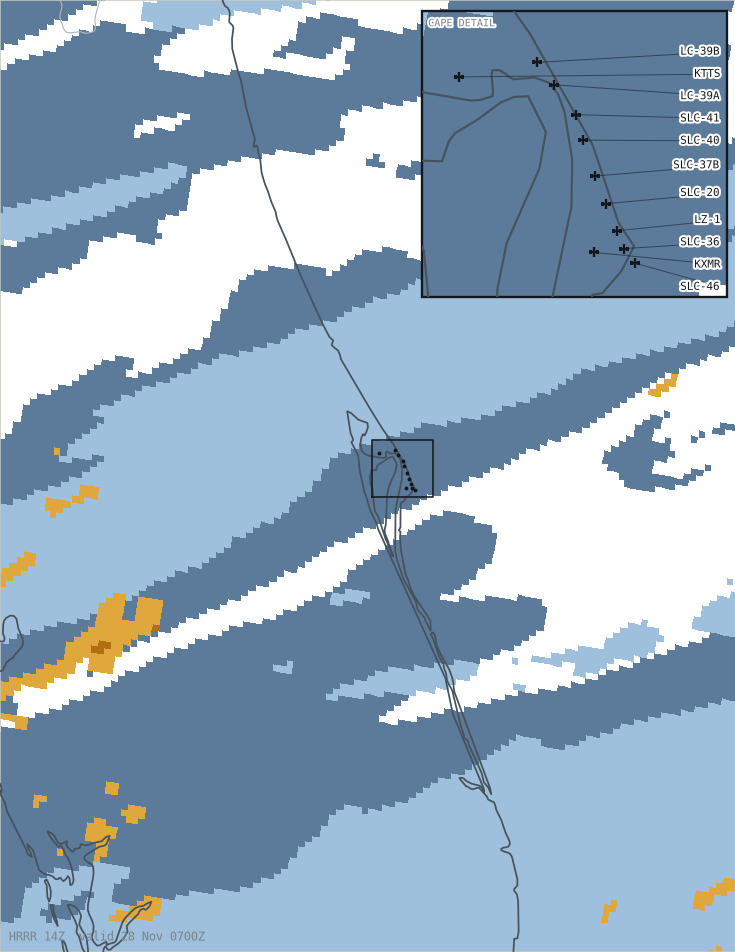 CAPE DETAIL
LC-39B
KTTS
LC-39A
SLC-41
SLC-40
SLC-37B
SLC-20
LZ-1
SLC-36
KXMR
SLC-46
HRRR 14Z  valid 28 Nov 0700Z